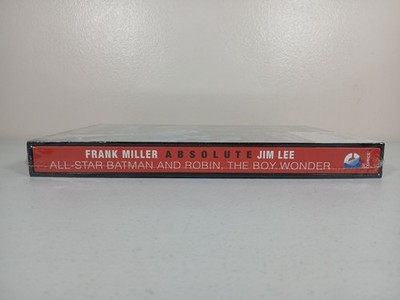 FRANK MILLER ABSOLUTE JIM LEE
ALL-STAR BATMAN AND ROBIN, THE BOY WONDER